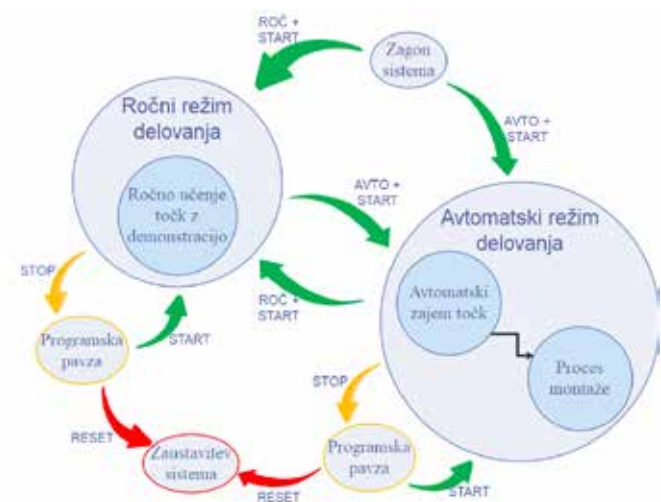 ROČ +
START
Zagon
sistema
Ročni režim
delovanja
AVTO +
START
Ročno učenje
točk z
demonstracijo
AVTO +
START
Avtomatski režim
delovanja
STOP
ROČ +
START
Avtomatski
zajem točk
Programska
pavza
START
Proces
montaže
STOP
RESET
Zaustavitev
sistema
Programska
pavza
RESET
START